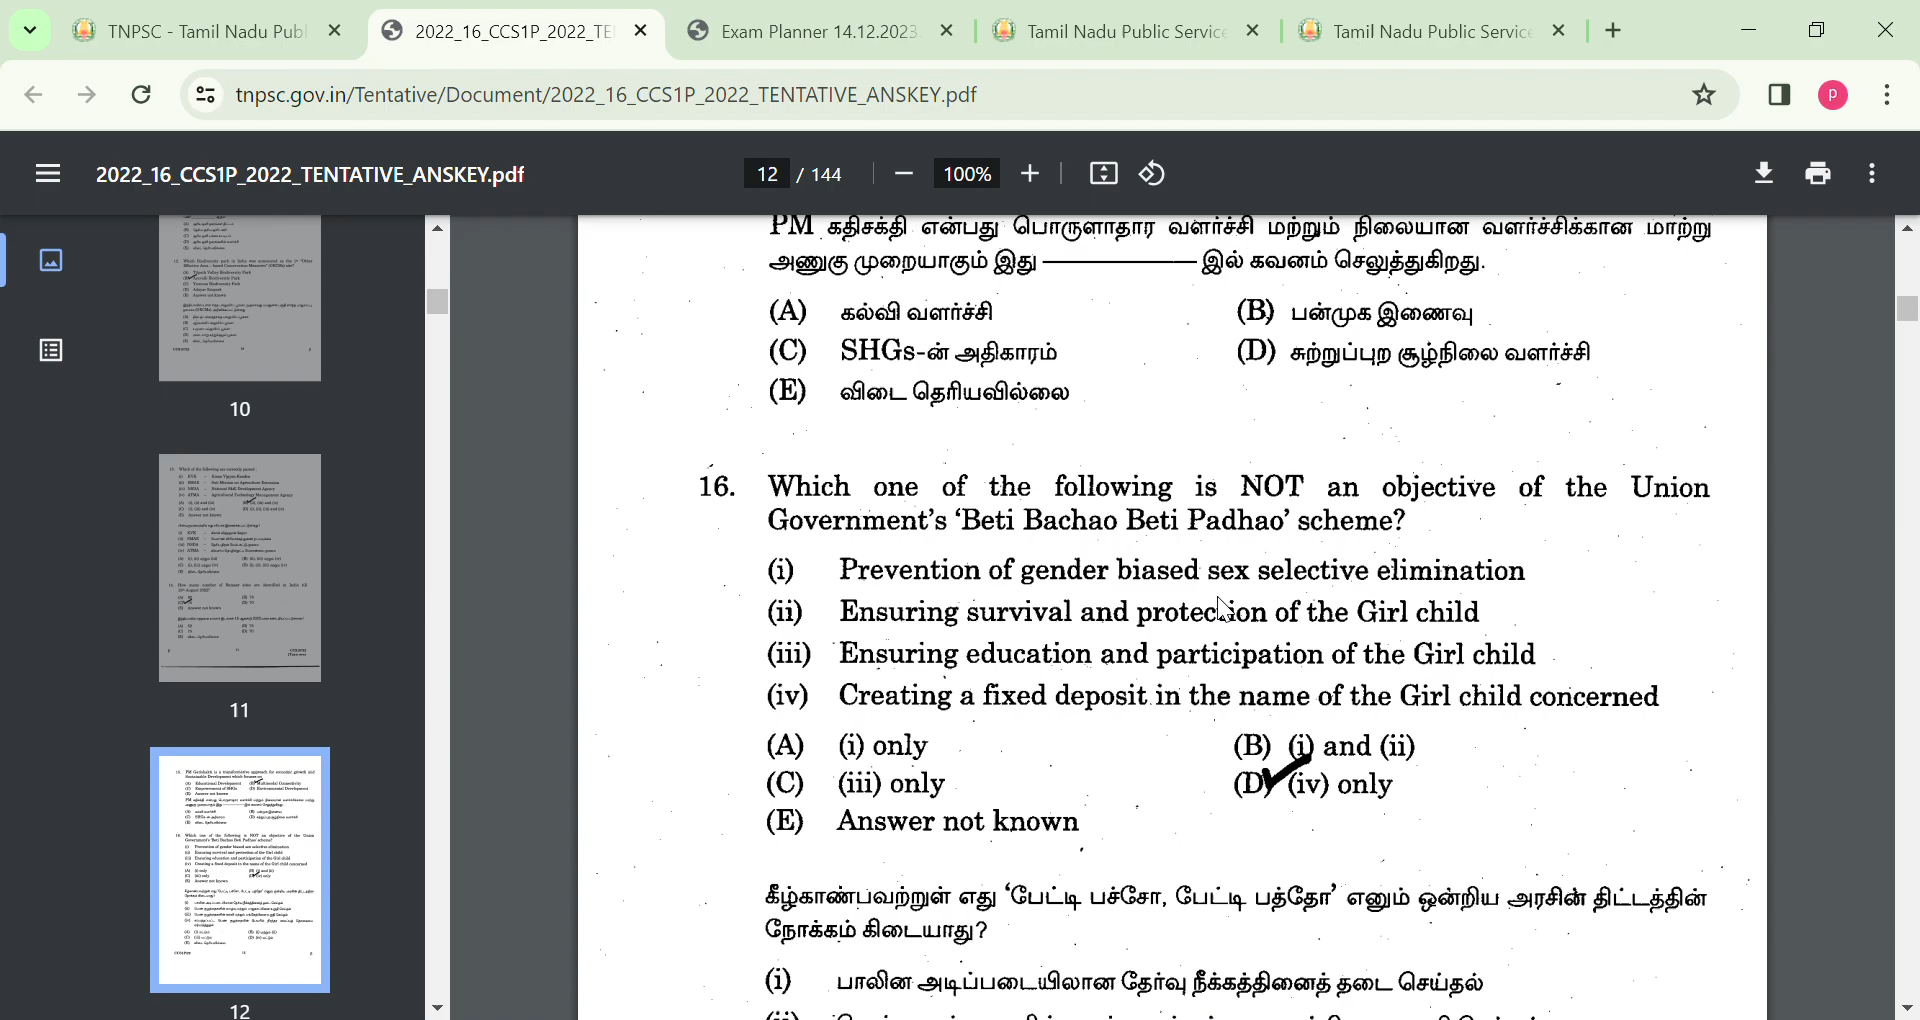 TNPSC - Tamil Nadu Publ
2022_16_CCS1P_2022_TE
Exam Planner 14.12.2023
Tamil Nadu Public Service
Tamil Nadu Public Service
tnpsc.gov.in/Tentative/Document/2022_16_CCS1P_2022_TENTATIVE_ANSKEY.pdf
P
2022_16_CCS1P_2022_TENTATIVE_ANSKEY.pdf
12 / 144
100%
10
11
12
PM கதிசக்தி என்பது பொருளாதார வளர்ச்சி மற்றும் நிலையான வளர்ச்சிக்கான மாற்று
அணுகு முறையாகும் இது ———— இல் கவனம் செலுத்துகிறது.
(A) கல்வி வளர்ச்சி (B) பன்முக இணைவு
(C) SHGs-ன் அதிகாரம் (D) சுற்றுப்புற சூழ்நிலை வளர்ச்சி
(E) விடை தெரியவில்லை
16. Which one of the following is NOT an objective of the Union
Government's 'Beti Bachao Beti Padhao' scheme?
(i) Prevention of gender biased sex selective elimination
(ii) Ensuring survival and protection of the Girl child
(iii) Ensuring education and participation of the Girl child
(iv) Creating a fixed deposit in the name of the Girl child concerned
(A) (i) only (B) (i) and (ii)
(C) (iii) only (D) (iv) only
(E) Answer not known
கீழ்காண்பவற்றுள் எது 'பேட்டி பச்சோ, பேட்டி பத்தோ' எனும் ஒன்றிய அரசின் திட்டத்தின்
நோக்கம் கிடையாது?
(i) பாலின அடிப்படையிலான தேர்வு நீக்கத்தினைத் தடை செய்தல்